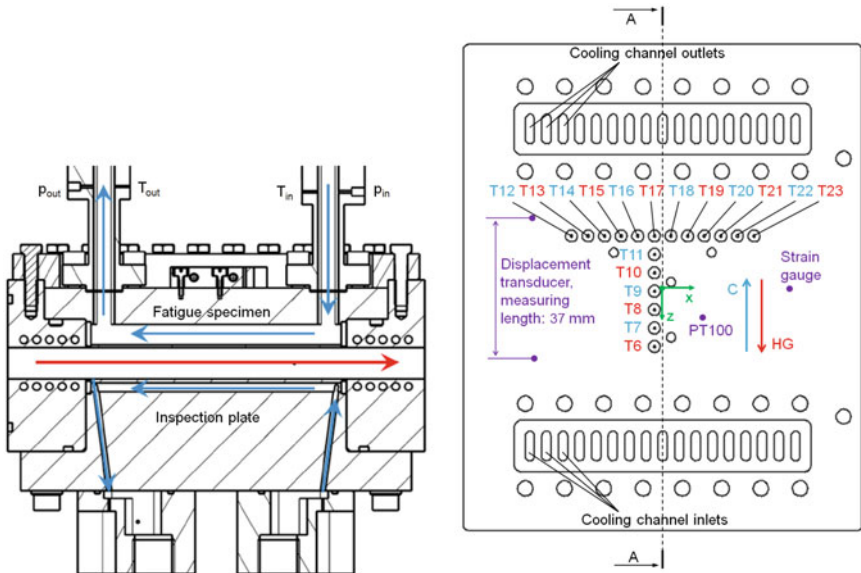 p_out
T_out
T_in
p_in
Fatigue specimen
Inspection plate
A
Cooling channel outlets
T12 T13 T14 T15 T16 T17 T18 T19 T20 T21 T22 T23
T11
T10
T9
T8
T7
T6
Displacement
transducer,
measuring
length: 37 mm
x
z
PT100
Strain
gauge
C
HG
Cooling channel inlets
A